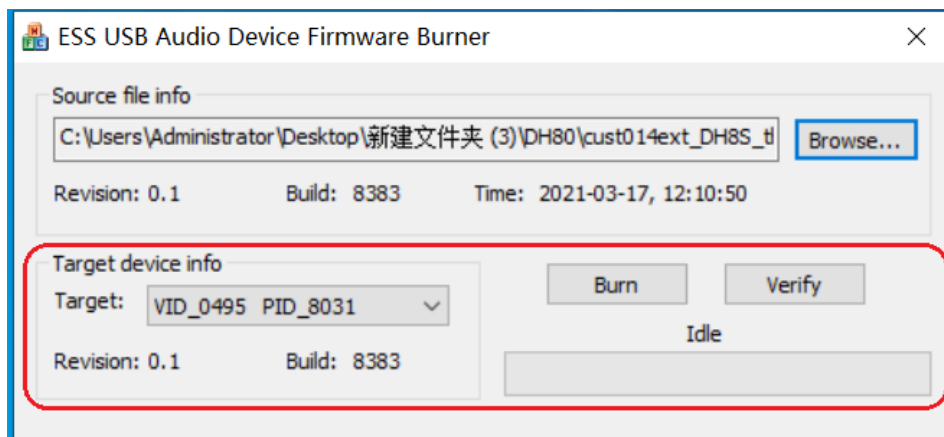 ESS USB Audio Device Firmware Burner
Source file info
C:\Users\Administrator\Desktop\新建文件夹 (3)\DH80\cust014ext_DH8S_tl
Browse...
Revision: 0.1 Build: 8383 Time: 2021-03-17, 12:10:50
Target device info
Target: VID_0495 PID_8031
Burn Verify
Idle
Revision: 0.1 Build: 8383